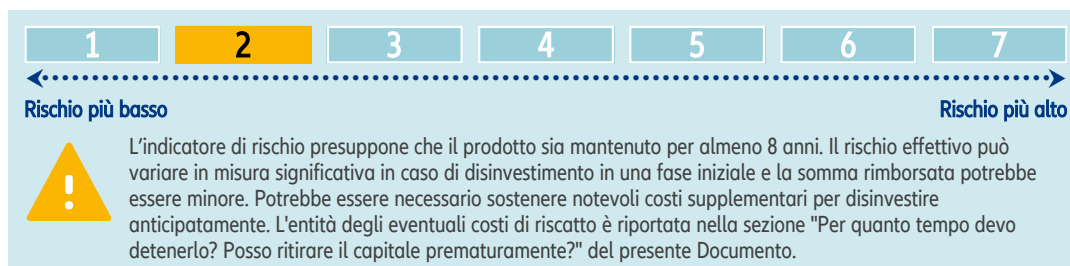 1 2 3 4 5 6 7
Rischio più basso Rischio più alto
L'indicatore di rischio presuppone che il prodotto sia mantenuto per almeno 8 anni. Il rischio effettivo può
variare in misura significativa in caso di disinvestimento in una fase iniziale e la somma rimborsata potrebbe
essere minore. Potrebbe essere necessario sostenere notevoli costi supplementari per disinvestire
anticipatamente. L'entità degli eventuali costi di riscatto è riportata nella sezione "Per quanto tempo devo
detenerlo? Posso ritirare il capitale prematuramente?" del presente Documento.